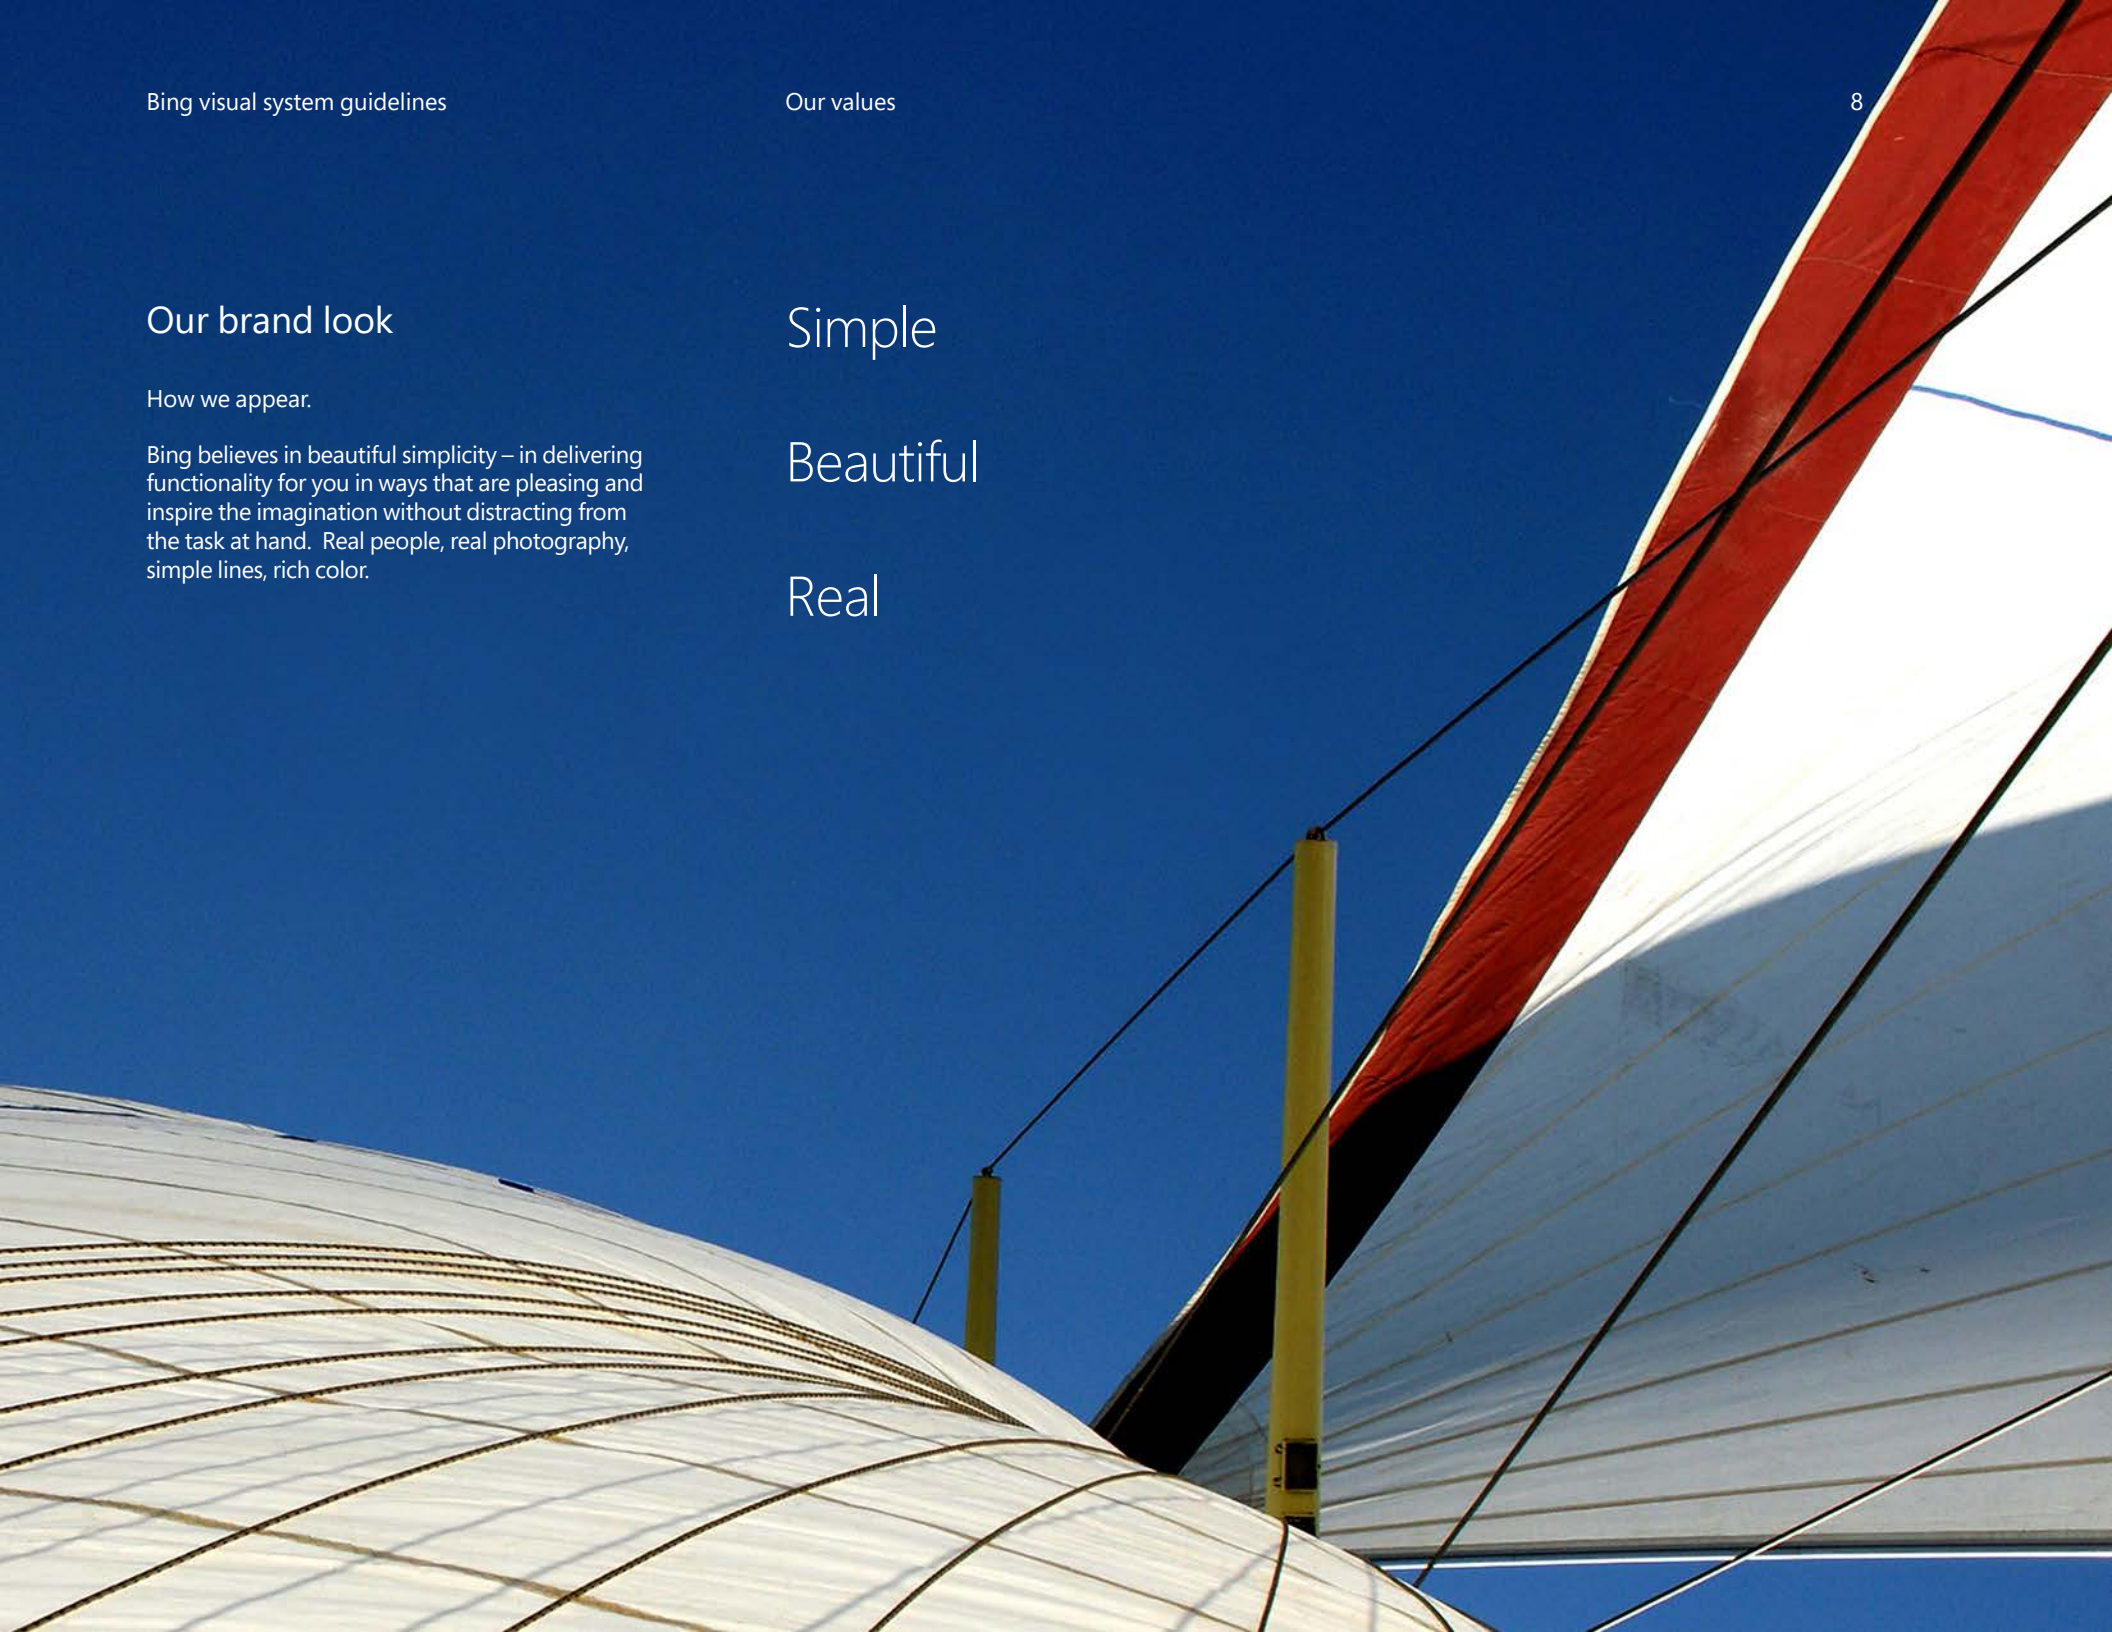 Bing visual system guidelines
Our values
8
Our brand look
How we appear.
Bing believes in beautiful simplicity – in delivering
functionality for you in ways that are pleasing and
inspire the imagination without distracting from
the task at hand.  Real people, real photography,
simple lines, rich color.
Simple
Beautiful
Real